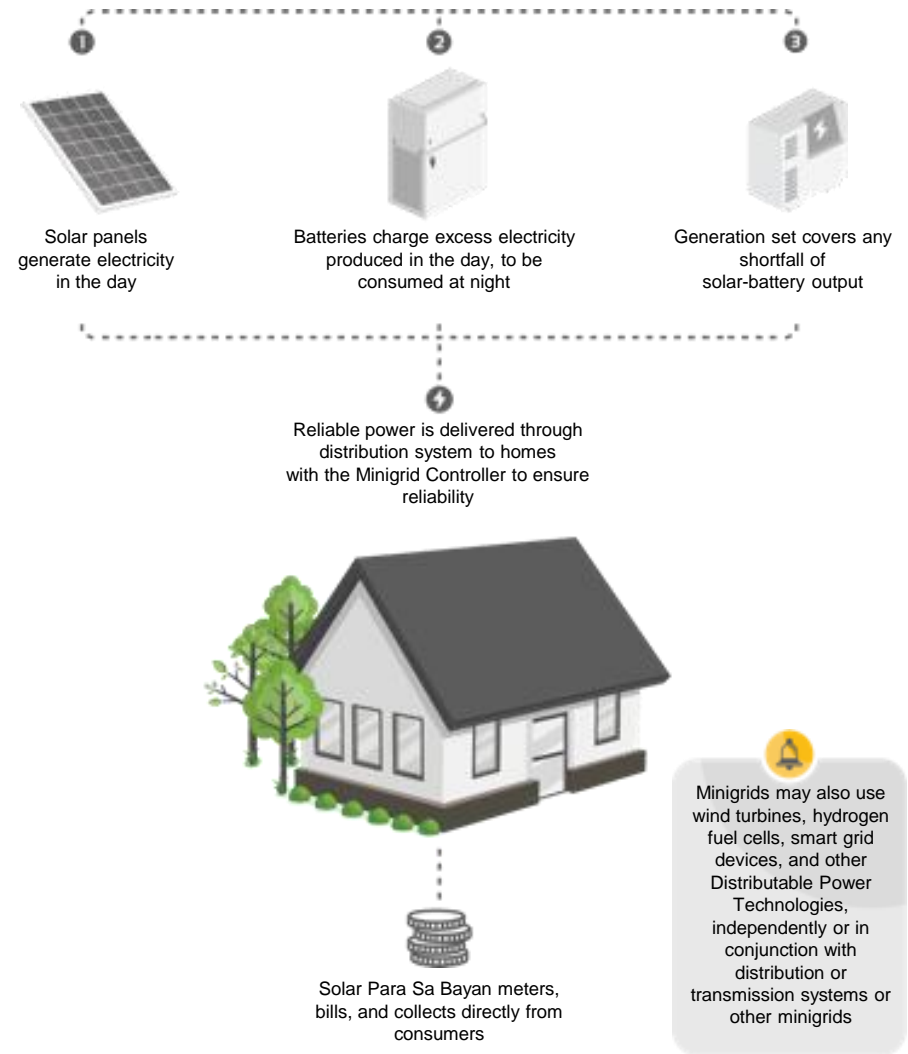 1
2
3
Solar panels
generate electricity
in the day
Batteries charge excess electricity
produced in the day, to be
consumed at night
Generation set covers any
shortfall of
solar-battery output
Reliable power is delivered through
distribution system to homes
with the Minigrid Controller to ensure
reliability
Minigrids may also use
wind turbines, hydrogen
fuel cells, smart grid
devices, and other
Distributable Power
Technologies,
independently or in
conjunction with
distribution or
transmission systems or
other minigrids
Solar Para Sa Bayan meters,
bills, and collects directly from
consumers